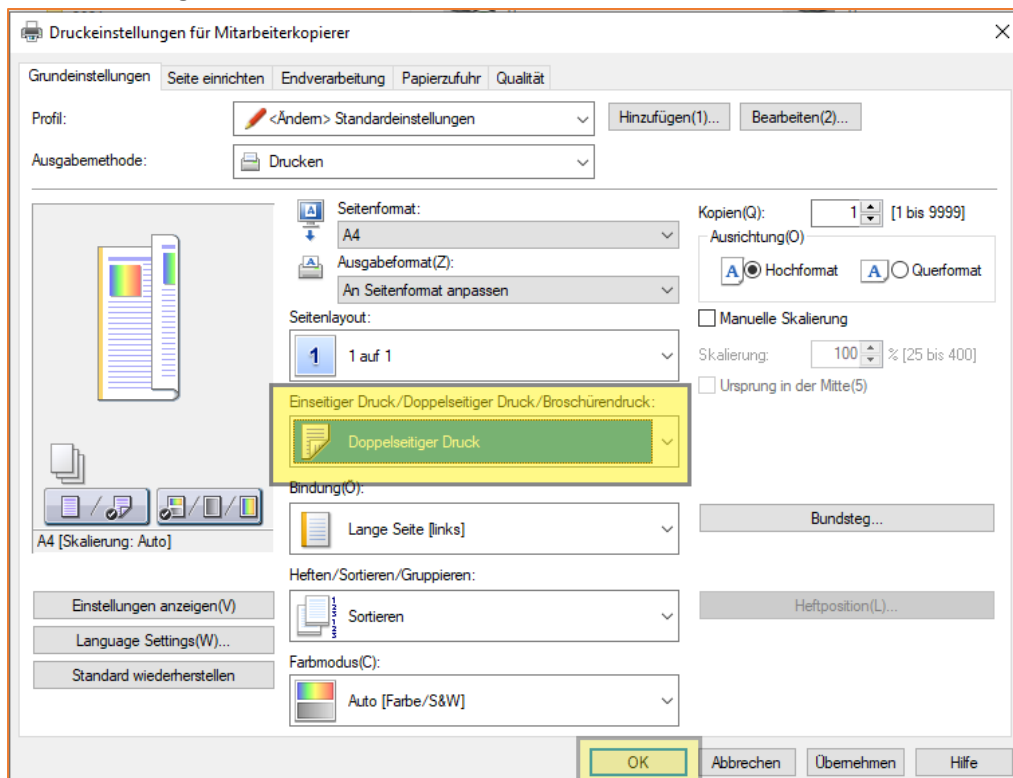 Druckeinstellungen für Mitarbeiterkopierer
Grundeinstellungen Seite einrichten Endverarbeitung Papierzufuhr Qualität
Profil: <Ändern> Standardeinstellungen Hinzufügen(1)... Bearbeiten(2)...
Ausgabemethode: Drucken
Seitenformat:
A4
Ausgabeformat(Z):
An Seitenformat anpassen
Seitenlayout:
1 1 auf 1
Einseitiger Druck/Doppelseitiger Druck/Broschürendruck:
Doppelseitiger Druck
Bindung(O):
Lange Seite [links]
Heften/Sortieren/Gruppieren:
Sortieren
Farbmodus(C):
Auto [Farbe/S&W]
Kopien(Q): 1 [1 bis 9999]
Ausrichtung(O)
A Hochformat A Querformat
Manuelle Skalierung
Skalierung: 100 % [25 bis 400]
Ursprung in der Mitte(5)
Bundsteg...
Heftposition(L)...
A4 [Skalierung: Auto]
Einstellungen anzeigen(V)
Language Settings(W)...
Standard wiederherstellen
OK Abbrechen Übernehmen Hilfe